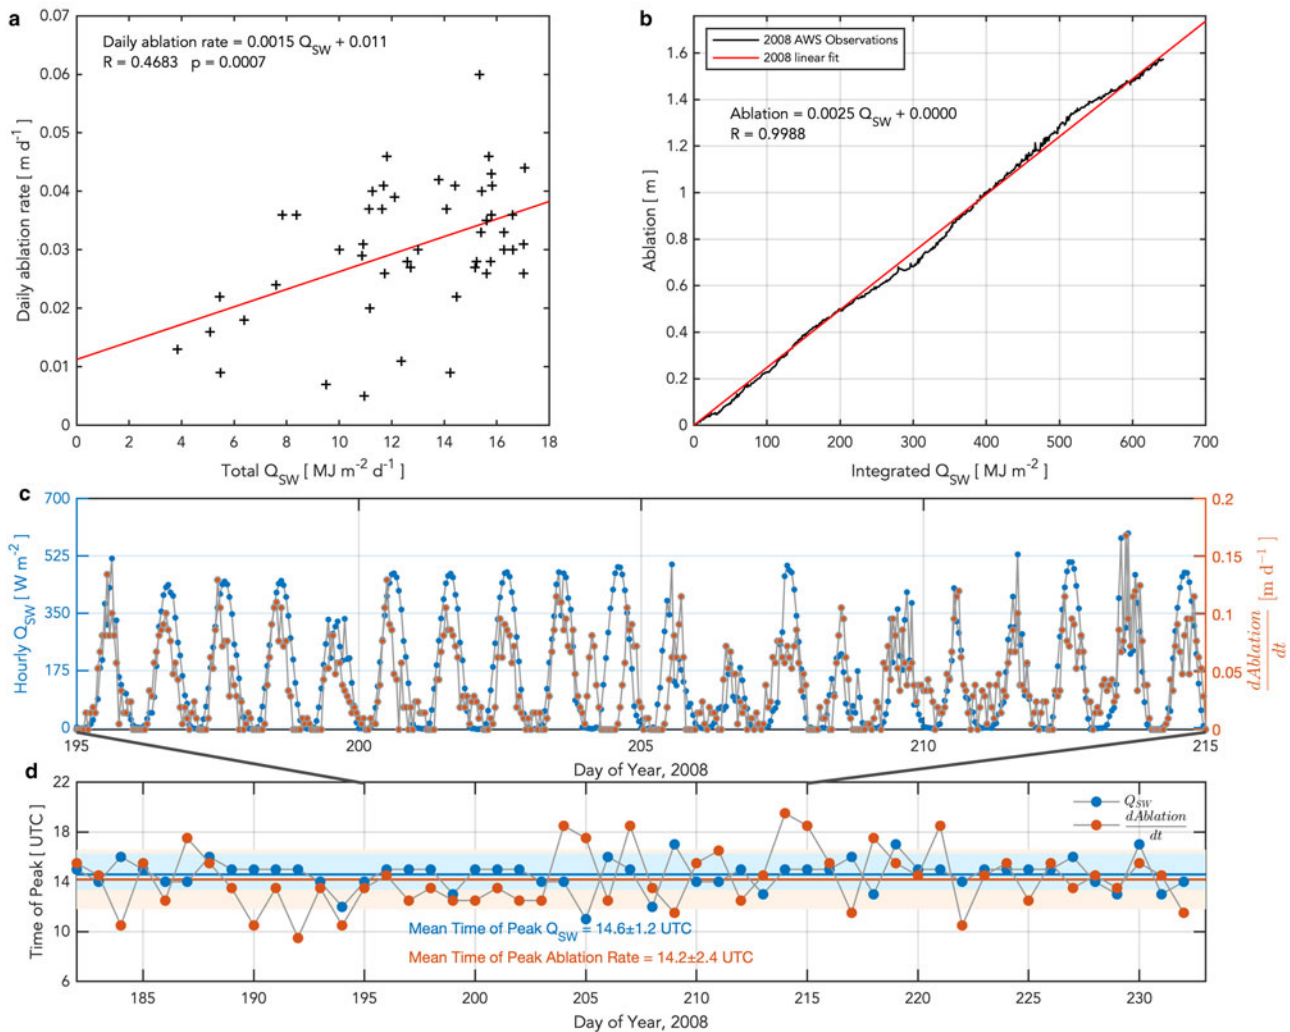 a
Daily ablation rate = 0.0015 Q_SW + 0.011
R = 0.4683   p = 0.0007
Daily ablation rate [ m d⁻¹ ]
0.07
0.06
0.05
0.04
0.03
0.02
0.01
0
0 2 4 6 8 10 12 14 16 18
Total Q_SW [ MJ m⁻² d⁻¹ ]
b
2008 AWS Observations
2008 linear fit
Ablation = 0.0025 Q_SW + 0.0000
R = 0.9988
Ablation [ m ]
1.6
1.4
1.2
1
0.8
0.6
0.4
0.2
0
0 100 200 300 400 500 600 700
Integrated Q_SW [ MJ m⁻² ]
c
Hourly Q_SW [ W m⁻² ]
700
525
350
175
0
0.2
0.15
0.1
0.05
0
dAblation/dt [m d⁻¹]
195 200 205 210 215
Day of Year, 2008
d
Time of Peak [ UTC ]
22
18
14
10
6
Q_SW
dAblation/dt
Mean Time of Peak Q_SW = 14.6±1.2 UTC
Mean Time of Peak Ablation Rate = 14.2±2.4 UTC
185 190 195 200 205 210 215 220 225 230
Day of Year, 2008